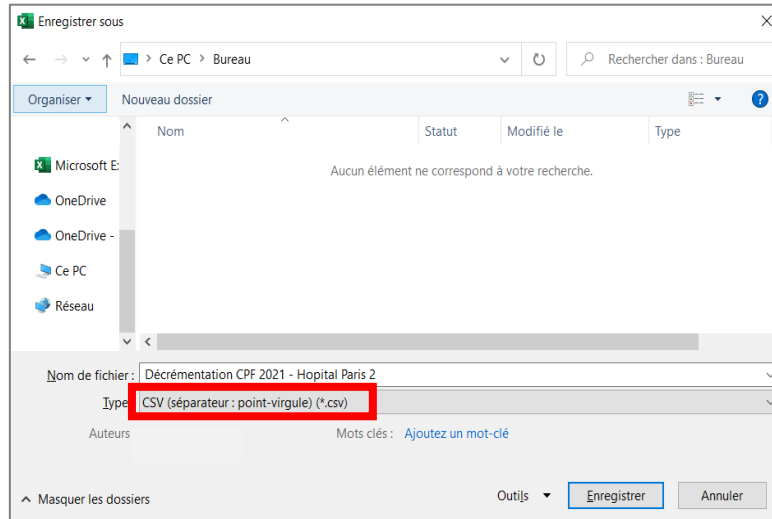 Enregistrer sous
Ce PC > Bureau
Rechercher dans : Bureau
Organiser
Nouveau dossier
?
Nom Statut Modifié le Type
Microsoft E:
Aucun élément ne correspond à votre recherche.
OneDrive
OneDrive -
Ce PC
Réseau
Nom de fichier : Décrémentation CPF 2021 - Hopital Paris 2
Type CSV (séparateur : point-virgule) (*.csv)
Auteurs Mots clés : Ajoutez un mot-clé
Masquer les dossiers Outils Enregistrer Annuler